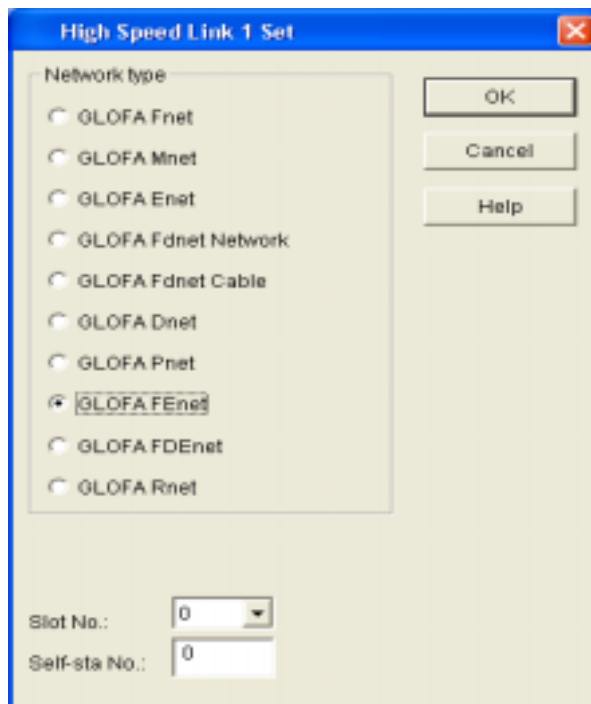 High Speed Link 1 Set
Network type
GLOFA Fnet
GLOFA Mnet
GLOFA Enet
GLOFA Fdnet Network
GLOFA Fdnet Cable
GLOFA Dnet
GLOFA Pnet
GLOFA FEnet
GLOFA FDEnet
GLOFA Rnet
OK
Cancel
Help
Slot No.: 0
Self-sta No.: 0